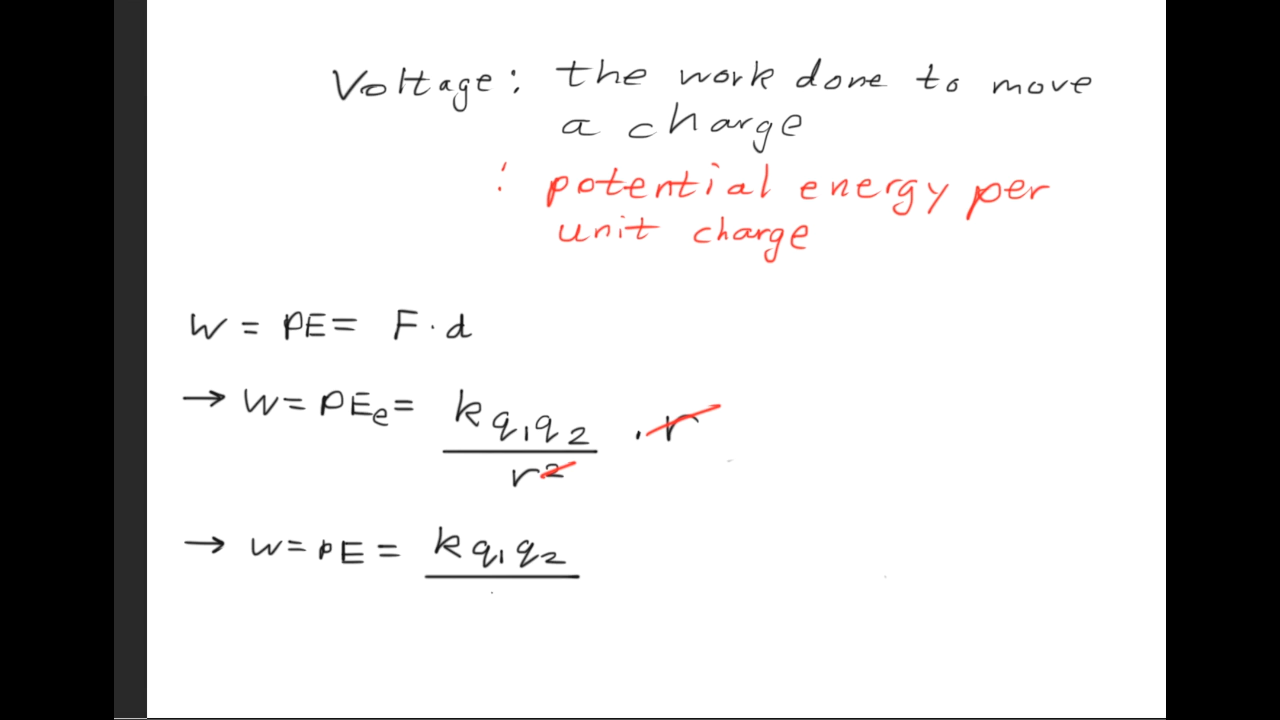 Voltage: the work done to move
a charge
: potential energy per
unit charge
W = PE = F · d
→ W = PEe = kq₁q₂ / r² · r
→ W = PE = kq₁q₂